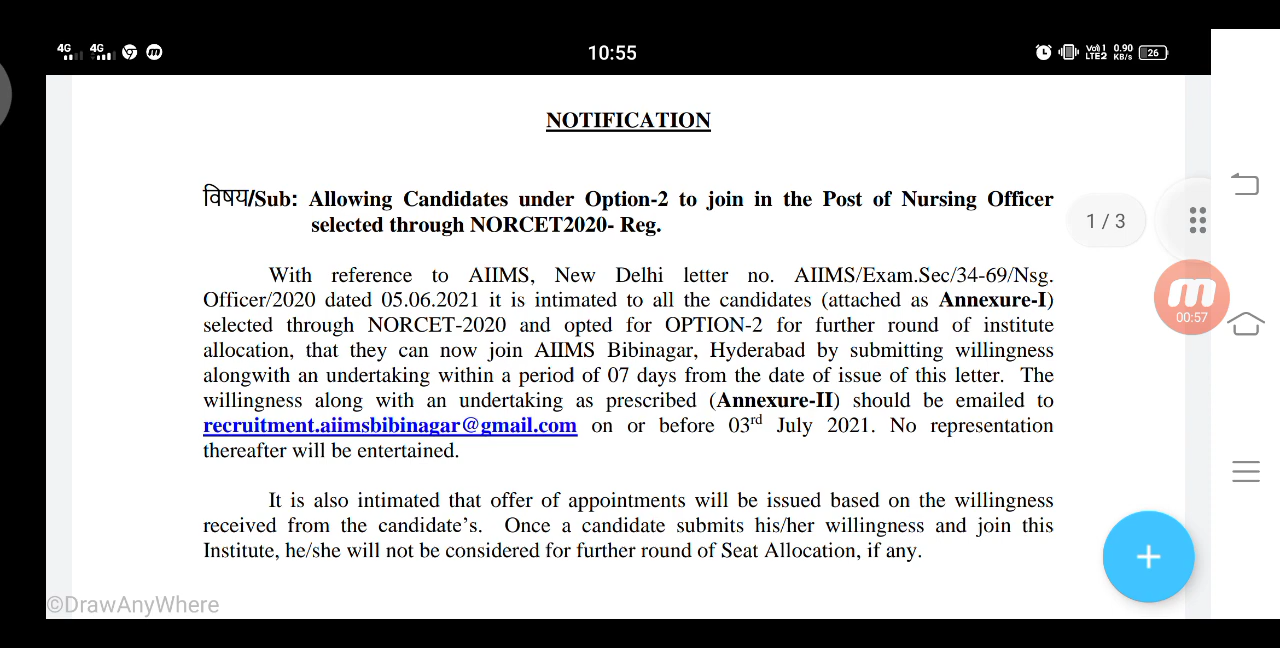 4G 4G m 10:55 Vo) 1 LTE2 0.90 KB/s 26
NOTIFICATION
विषय/Sub: Allowing Candidates under Option-2 to join in the Post of Nursing Officer
selected through NORCET2020- Reg.
1 / 3
With reference to AIIMS, New Delhi letter no. AIIMS/Exam.Sec/34-69/Nsg.
Officer/2020 dated 05.06.2021 it is intimated to all the candidates (attached as Annexure-I)
selected through NORCET-2020 and opted for OPTION-2 for further round of institute
allocation, that they can now join AIIMS Bibinagar, Hyderabad by submitting willingness
alongwith an undertaking within a period of 07 days from the date of issue of this letter. The
willingness along with an undertaking as prescribed (Annexure-II) should be emailed to
recruitment.aiimsbibinagar@gmail.com on or before 03rd July 2021. No representation
thereafter will be entertained.
m
00:57
It is also intimated that offer of appointments will be issued based on the willingness
received from the candidate’s. Once a candidate submits his/her willingness and join this
Institute, he/she will not be considered for further round of Seat Allocation, if any.
+
©DrawAnyWhere